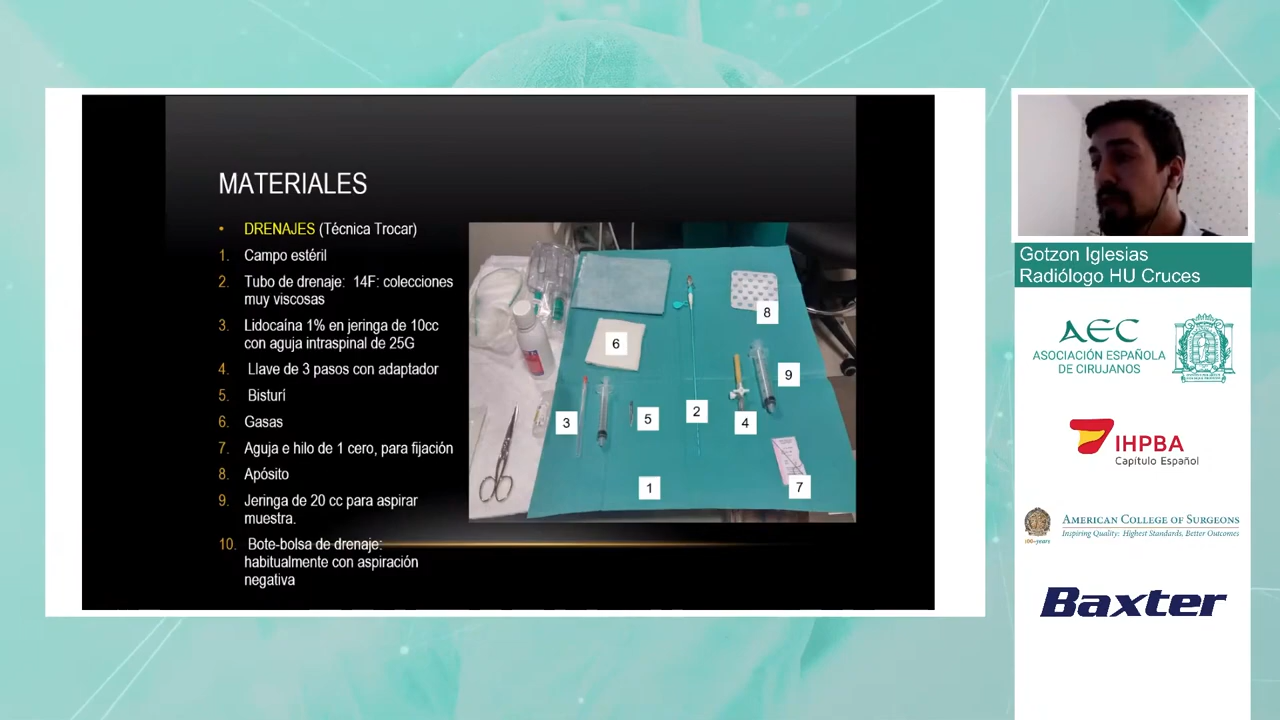 MATERIALES
• DRENAJES (Técnica Trocar)
1. Campo estéril
2. Tubo de drenaje: 14F: colecciones
muy viscosas
3. Lidocaína 1% en jeringa de 10cc
con aguja intraspinal de 25G
4. Llave de 3 pasos con adaptador
5. Bisturí
6. Gasas
7. Aguja e hilo de 1 cero, para fijación
8. Apósito
9. Jeringa de 20 cc para aspirar
muestra.
10. Bote-bolsa de drenaje:
habitualmente con aspiración
negativa
8
6
9
3
5
2
4
7
1
Gotzon Iglesias
Radiólogo HU Cruces
AEC
ASOCIACIÓN ESPAÑOLA
DE CIRUJANOS
IHPBA
Capítulo Español
AMERICAN COLLEGE OF SURGEONS
Inspiring Quality: Highest Standards, Better Outcomes
100+years
Baxter